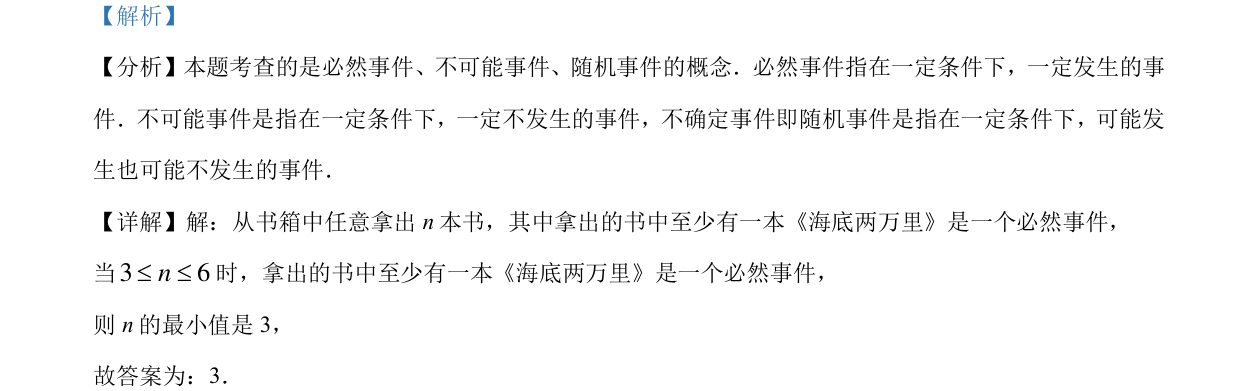 【解析】
【分析】本题考查的是必然事件、不可能事件、随机事件的概念．必然事件指在一定条件下，一定发生的事
件．不可能事件是指在一定条件下，一定不发生的事件，不确定事件即随机事件是指在一定条件下，可能发
生也可能不发生的事件．
【详解】解：从书箱中任意拿出 n 本书，其中拿出的书中至少有一本《海底两万里》是一个必然事件，
当 3≤n≤6 时，拿出的书中至少有一本《海底两万里》是一个必然事件，
则 n 的最小值是 3，
故答案为：3．